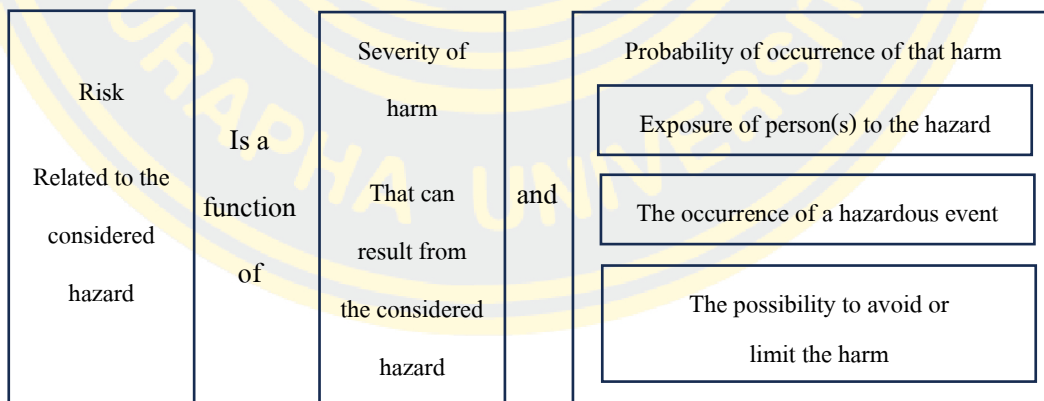 Risk
Related to the
considered
hazard
Is a
function
of
Severity of
harm
That can
result from
the considered
hazard
and
Probability of occurrence of that harm
Exposure of person(s) to the hazard
The occurrence of a hazardous event
The possibility to avoid or
limit the harm
URAPHA UNIVERSIT